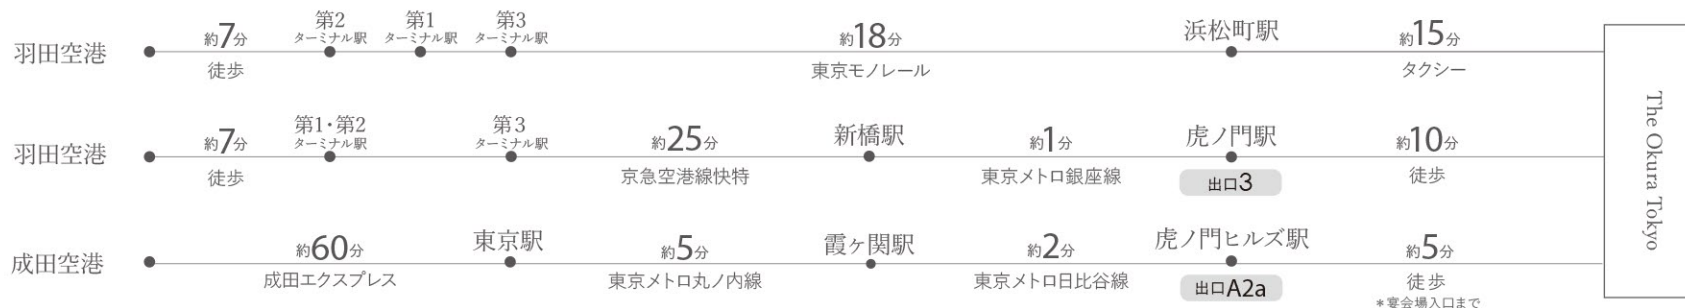 羽田空港
約7分
徒歩
第2
ターミナル駅
第1
ターミナル駅
第3
ターミナル駅
約18分
東京モノレール
浜松町駅
約15分
タクシー
羽田空港
約7分
徒歩
第1・第2
ターミナル駅
第3
ターミナル駅
約25分
京急空港線快特
新橋駅
約1分
東京メトロ銀座線
虎ノ門駅
出口3
約10分
徒歩
成田空港
約60分
成田エクスプレス
東京駅
約5分
東京メトロ丸ノ内線
霞ヶ関駅
約2分
東京メトロ日比谷線
虎ノ門ヒルズ駅
出口A2a
約5分
徒歩
*宴会場入口まで
The Okura Tokyo